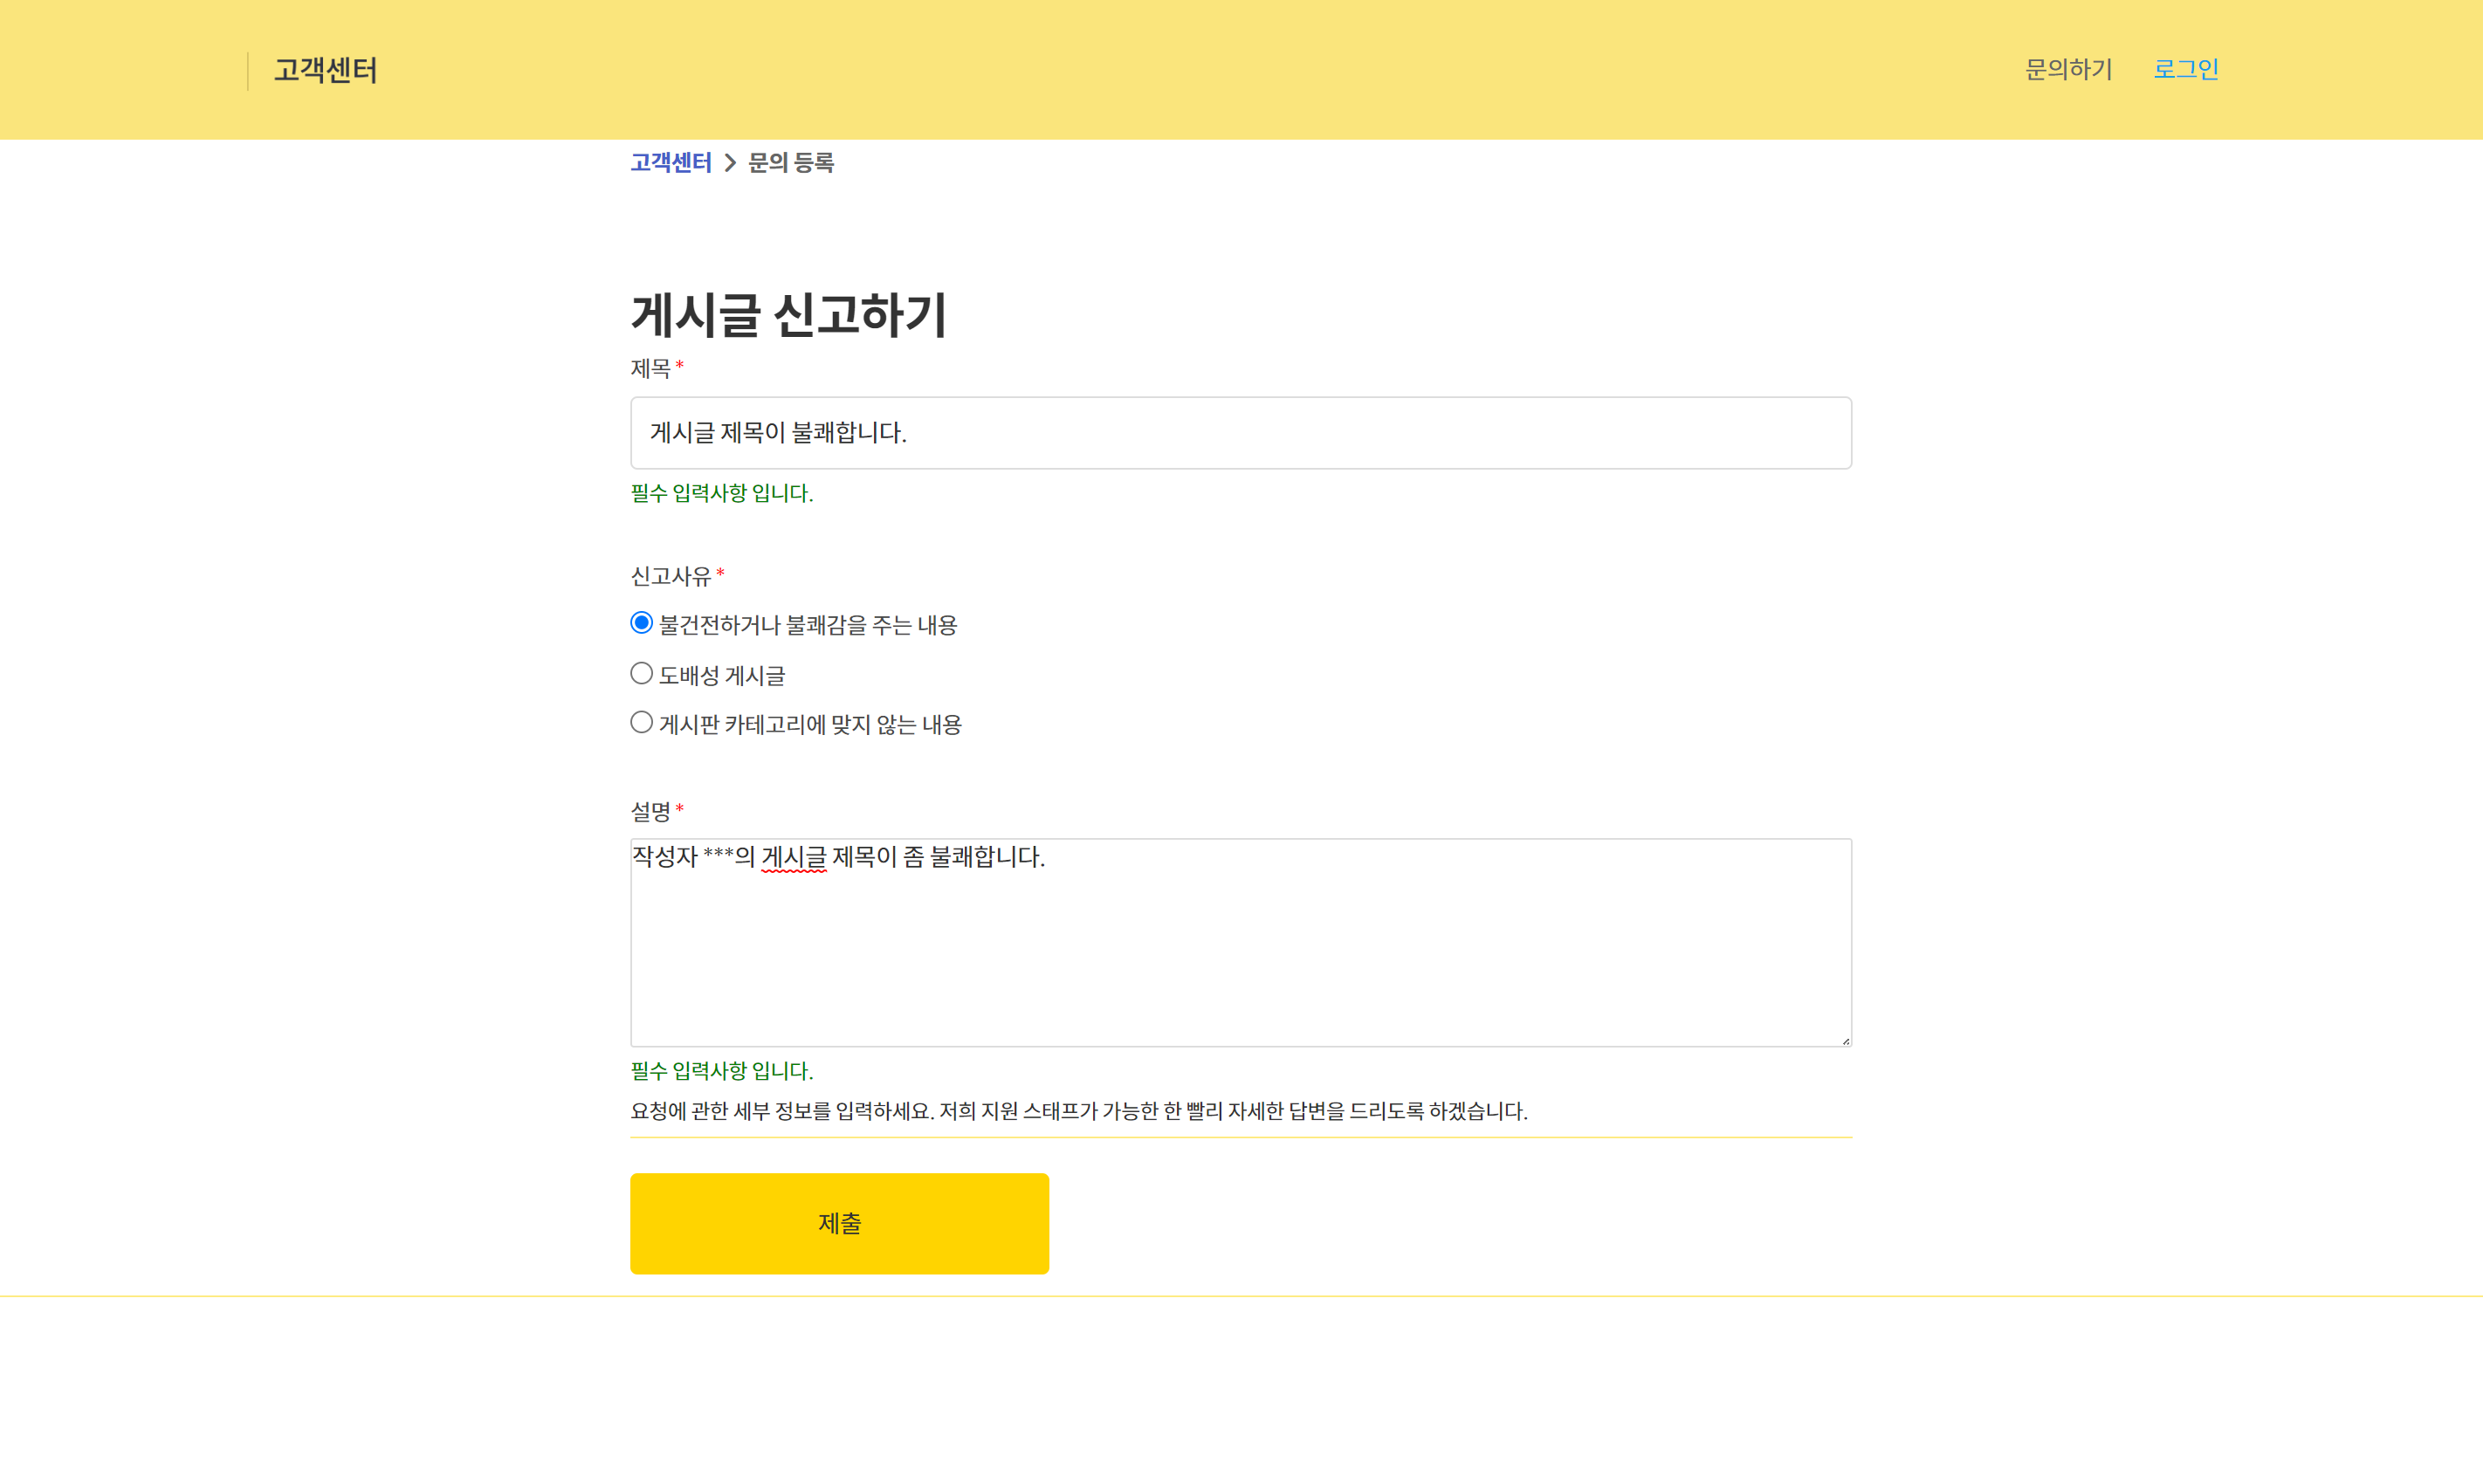 고객센터
문의하기 로그인
고객센터 > 문의 등록
게시글 신고하기
제목 *
게시글 제목이 불쾌합니다.
필수 입력사항 입니다.
신고사유 *
불건전하거나 불쾌감을 주는 내용
도배성 게시글
게시판 카테고리에 맞지 않는 내용
설명 *
작성자 ***의 게시글 제목이 좀 불쾌합니다.
필수 입력사항 입니다.
요청에 관한 세부 정보를 입력하세요. 저희 지원 스태프가 가능한 한 빨리 자세한 답변을 드리도록 하겠습니다.
제출